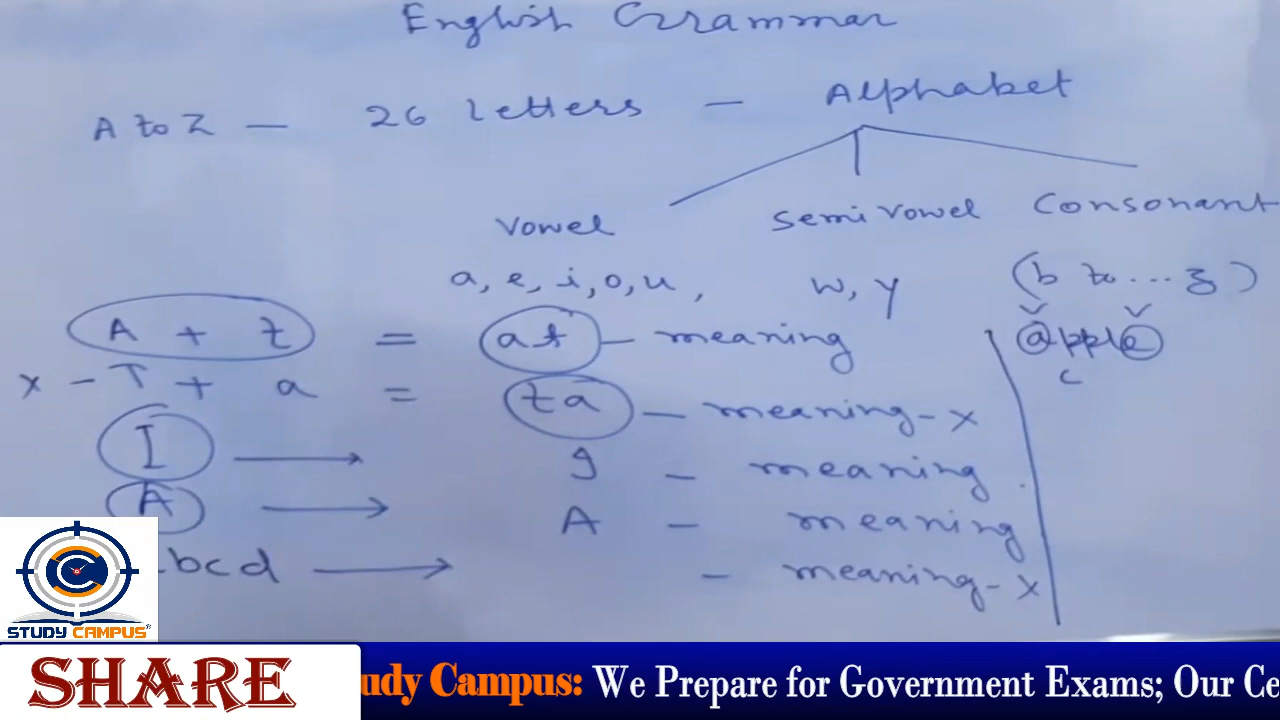 English Grammar
A to Z — 26 letters — Alphabet
Vowel Semi Vowel Consonant
a, e, i, o, u, w, y (b to ... z)
A + t = at — meaning apple
c
x - T + a = ta — meaning - x
I → I — meaning
A → A — meaning
abcd → — meaning - x
STUDY CAMPUS
SHARE
udy Campus: We Prepare for Government Exams; Our Ce